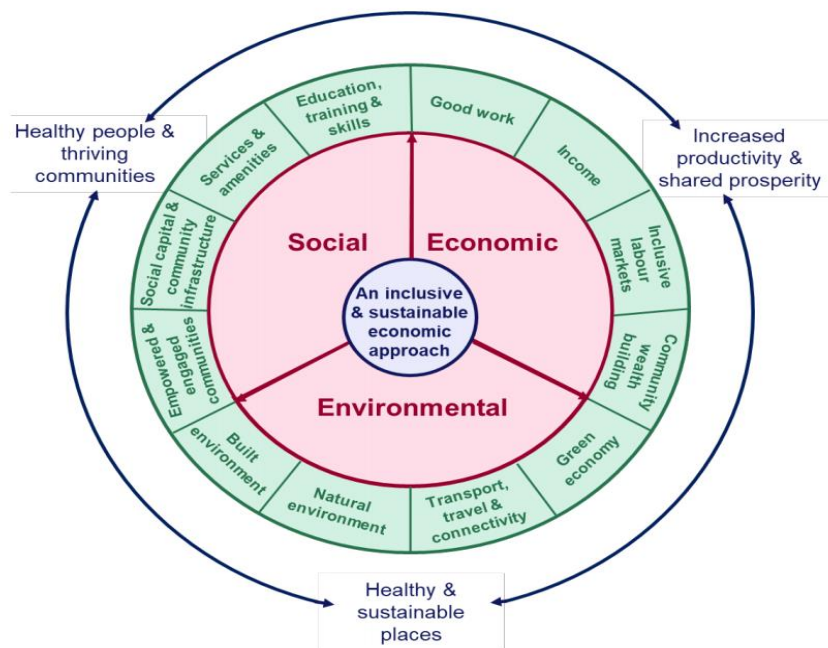 Education,
training &
skills
Good work
Income
Inclusive
labour
markets
Community
wealth
building
Green
economy
Transport,
travel &
connectivity
Natural
environment
Built
environment
Empowered &
engaged
communities
Social capital &
community
infrastructure
Services &
amenities
Healthy people &
thriving
communities
Increased
productivity &
shared prosperity
Social
Economic
An inclusive
& sustainable
economic
approach
Environmental
Healthy &
sustainable
places